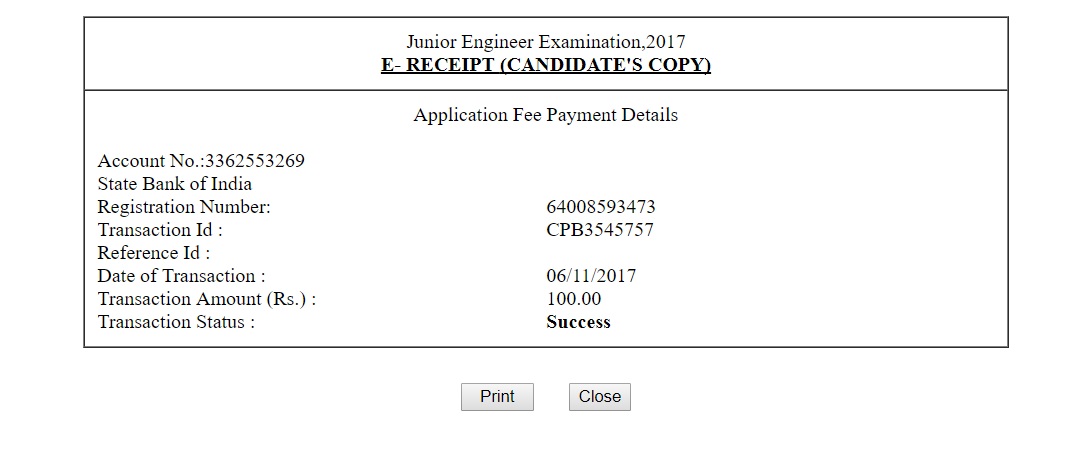 Junior Engineer Examination,2017
E- RECEIPT (CANDIDATE'S COPY)
Application Fee Payment Details
Account No.:3362553269
State Bank of India
Registration Number: 64008593473
Transaction Id : CPB3545757
Reference Id :
Date of Transaction : 06/11/2017
Transaction Amount (Rs.) : 100.00
Transaction Status : Success
Print Close